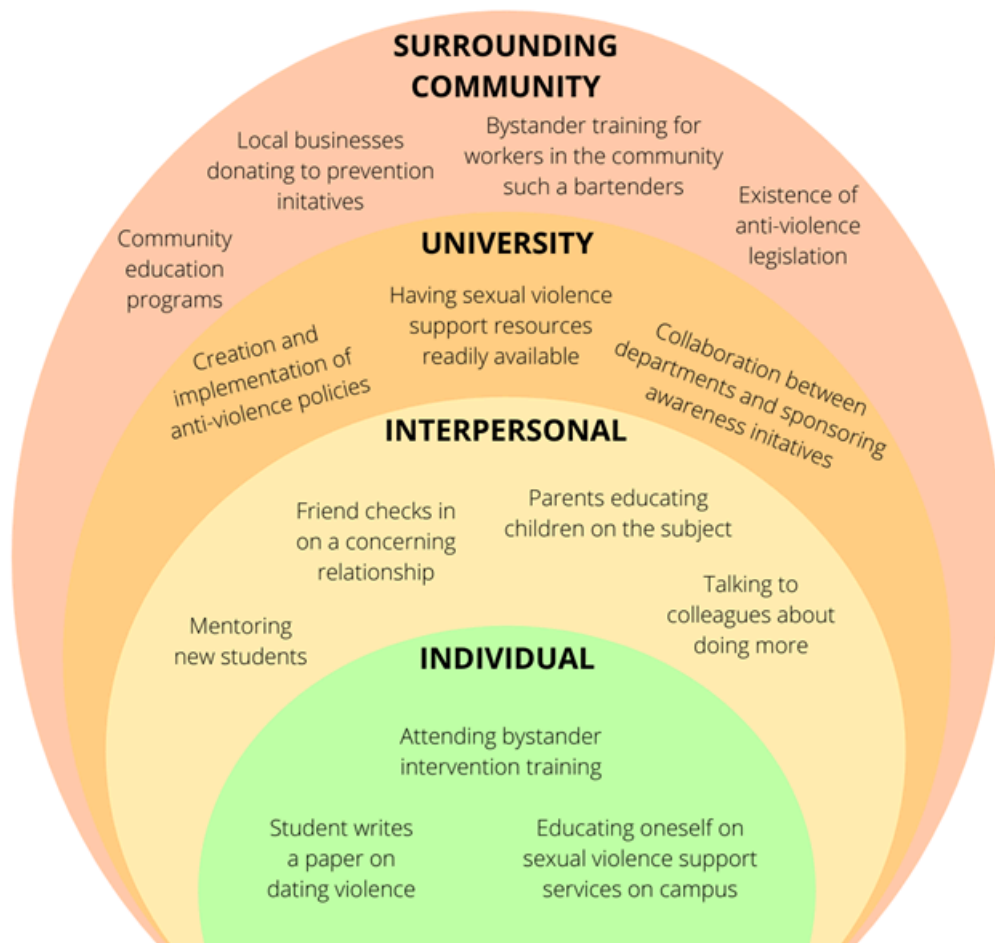 SURROUNDING
COMMUNITY
Local businesses
donating to prevention
initatives
Bystander training for
workers in the community
such a bartenders
Existence of
anti-violence
legislation
Community
education
programs
UNIVERSITY
Having sexual violence
support resources
readily available
Creation and
implementation of
anti-violence policies
Collaboration between
departments and sponsoring
awareness initatives
INTERPERSONAL
Friend checks in
on a concerning
relationship
Parents educating
children on the subject
Talking to
colleagues about
doing more
Mentoring
new students
INDIVIDUAL
Attending bystander
intervention training
Student writes
a paper on
dating violence
Educating oneself on
sexual violence support
services on campus